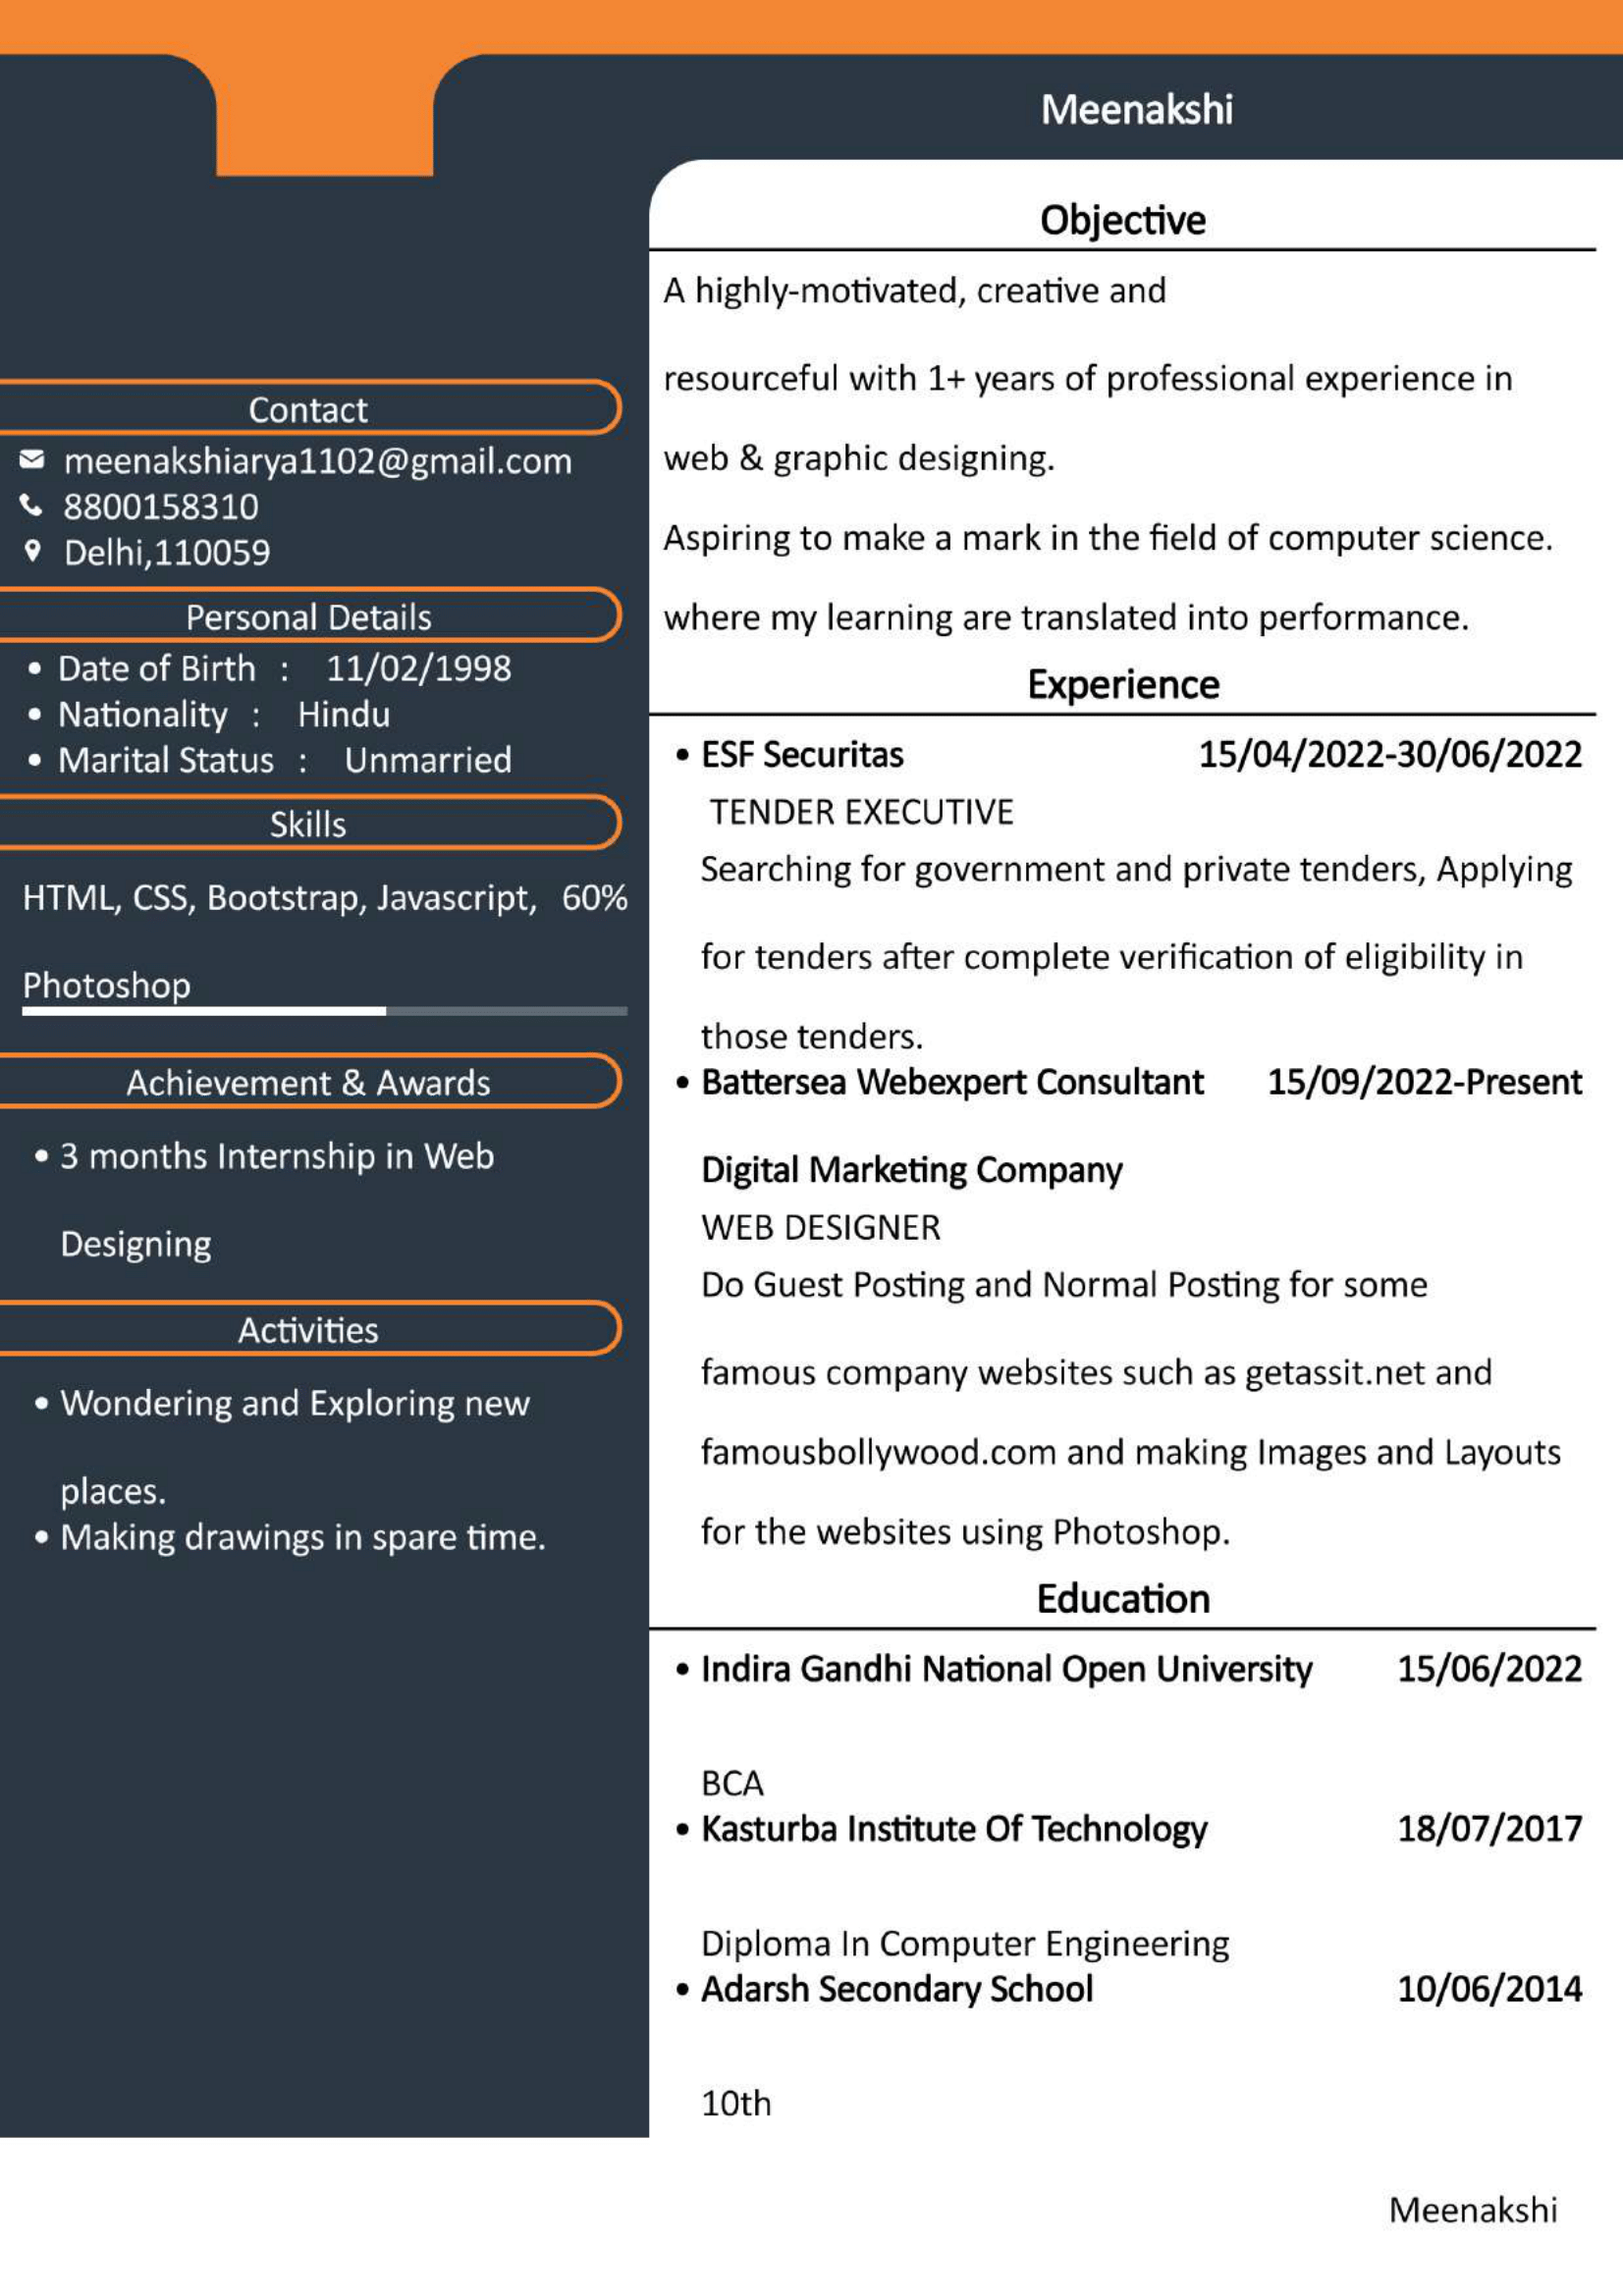 Meenakshi
Contact
meenakshiarya1102@gmail.com
8800158310
Delhi,110059
Personal Details
• Date of Birth : 11/02/1998
• Nationality : Hindu
• Marital Status : Unmarried
Skills
HTML, CSS, Bootstrap, Javascript, 60%
Photoshop
Achievement & Awards
• 3 months Internship in Web
Designing
Activities
• Wondering and Exploring new
places.
• Making drawings in spare time.
Objective
A highly-motivated, creative and
resourceful with 1+ years of professional experience in
web & graphic designing.
Aspiring to make a mark in the field of computer science.
where my learning are translated into performance.
Experience
• ESF Securitas 15/04/2022-30/06/2022
TENDER EXECUTIVE
Searching for government and private tenders, Applying
for tenders after complete verification of eligibility in
those tenders.
• Battersea Webexpert Consultant 15/09/2022-Present
Digital Marketing Company
WEB DESIGNER
Do Guest Posting and Normal Posting for some
famous company websites such as getassit.net and
famousbollywood.com and making Images and Layouts
for the websites using Photoshop.
Education
• Indira Gandhi National Open University 15/06/2022
BCA
• Kasturba Institute Of Technology 18/07/2017
Diploma In Computer Engineering
• Adarsh Secondary School 10/06/2014
10th
Meenakshi